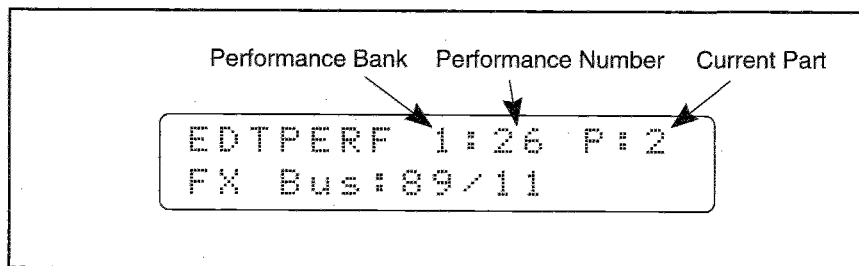 Performance Bank Performance Number Current Part
EDTPERF 1:26 P:2
FX Bus:89/11